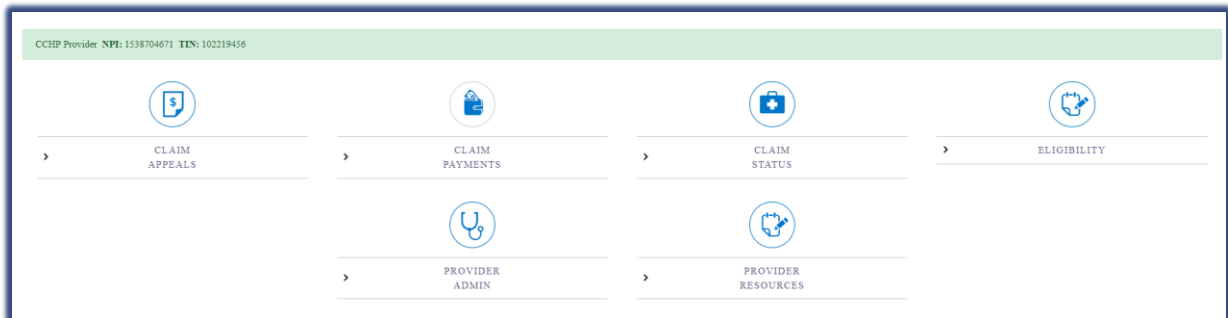 CCHP Provider NPI: 1538704671 TIN: 102219456
CLAIM
APPEALS
CLAIM
PAYMENTS
CLAIM
STATUS
ELIGIBILITY
PROVIDER
ADMIN
PROVIDER
RESOURCES